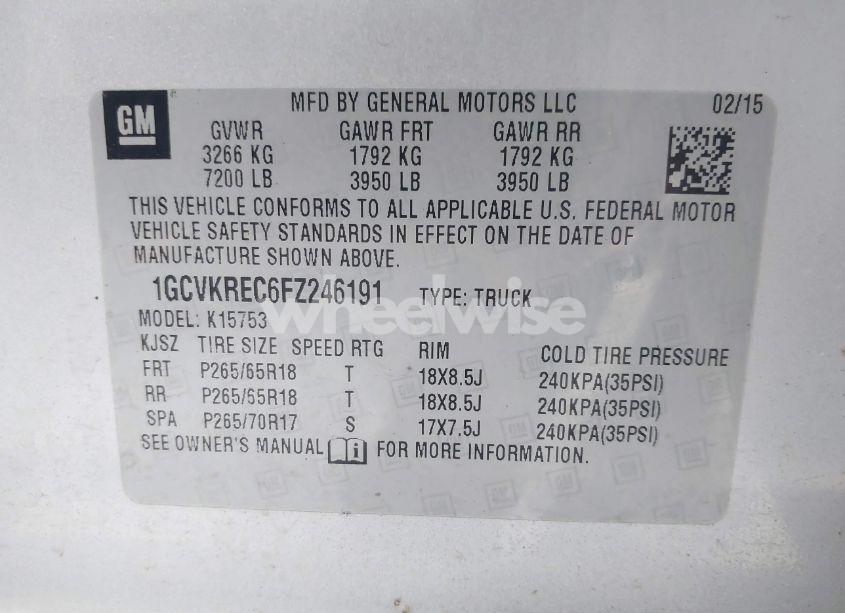 GM
MFD BY GENERAL MOTORS LLC 02/15
GVWR GAWR FRT GAWR RR
3266 KG 1792 KG 1792 KG
7200 LB 3950 LB 3950 LB
THIS VEHICLE CONFORMS TO ALL APPLICABLE U.S. FEDERAL MOTOR
VEHICLE SAFETY STANDARDS IN EFFECT ON THE DATE OF
MANUFACTURE SHOWN ABOVE.
1GCVKREC6FZ246191 TYPE: TRUCK
wheelwise
MODEL: K15753
KJSZ TIRE SIZE SPEED RTG RIM COLD TIRE PRESSURE
FRT P265/65R18 T 18X8.5J 240KPA(35PSI)
RR P265/65R18 T 18X8.5J 240KPA(35PSI)
SPA P265/70R17 S 17X7.5J 240KPA(35PSI)
SEE OWNER'S MANUAL FOR MORE INFORMATION.